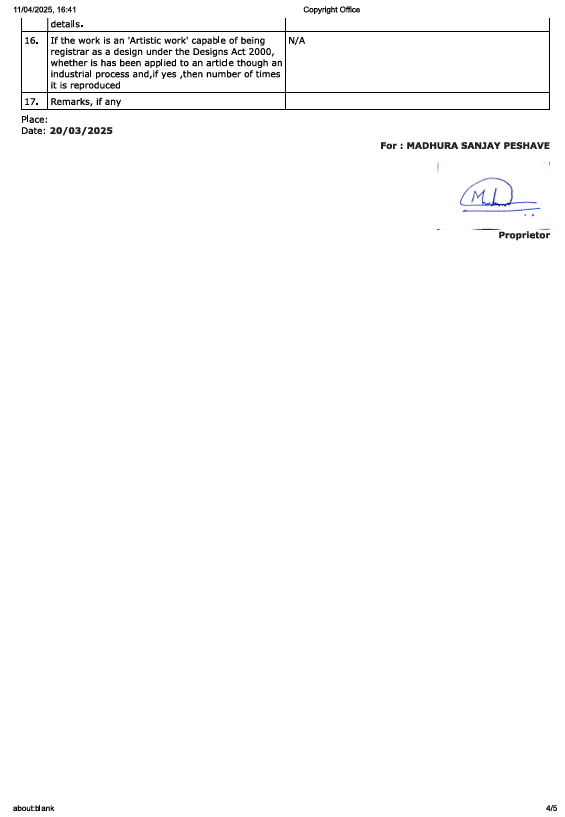 11/04/2025, 16:41 Copyright Office
details.
16. If the work is an 'Artistic work' capable of being N/A
registrar as a design under the Designs Act 2000,
whether is has been applied to an article though an
industrial process and,if yes ,then number of times
it is reproduced
17. Remarks, if any
Place:
Date: 20/03/2025
For : MADHURA SANJAY PESHAVE
Proprietor
about:blank 4/5